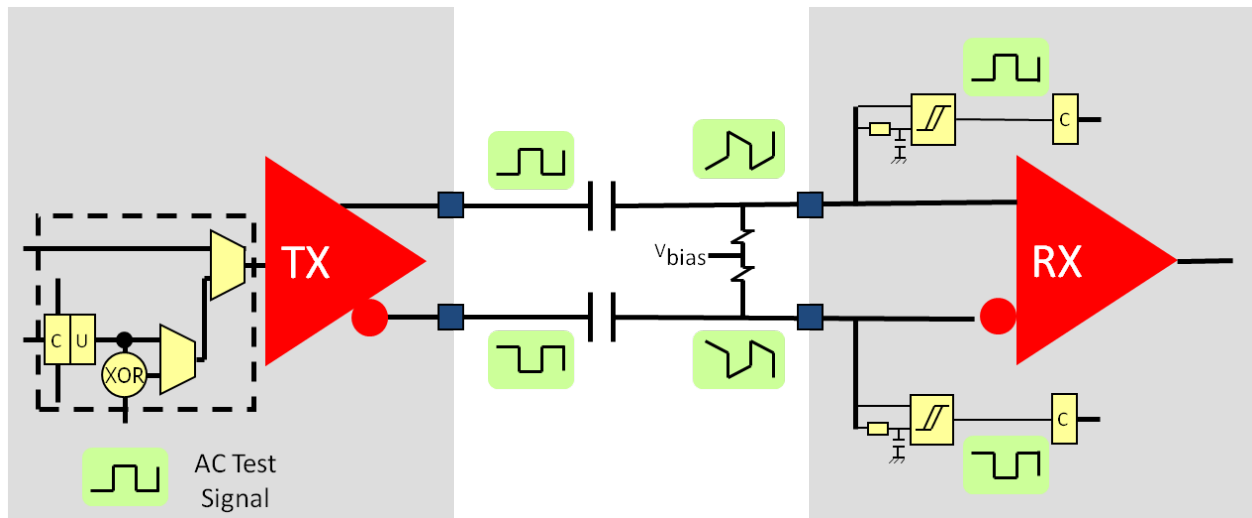 TX
C U
XOR
AC Test
Signal
Vbias
RX
C
C